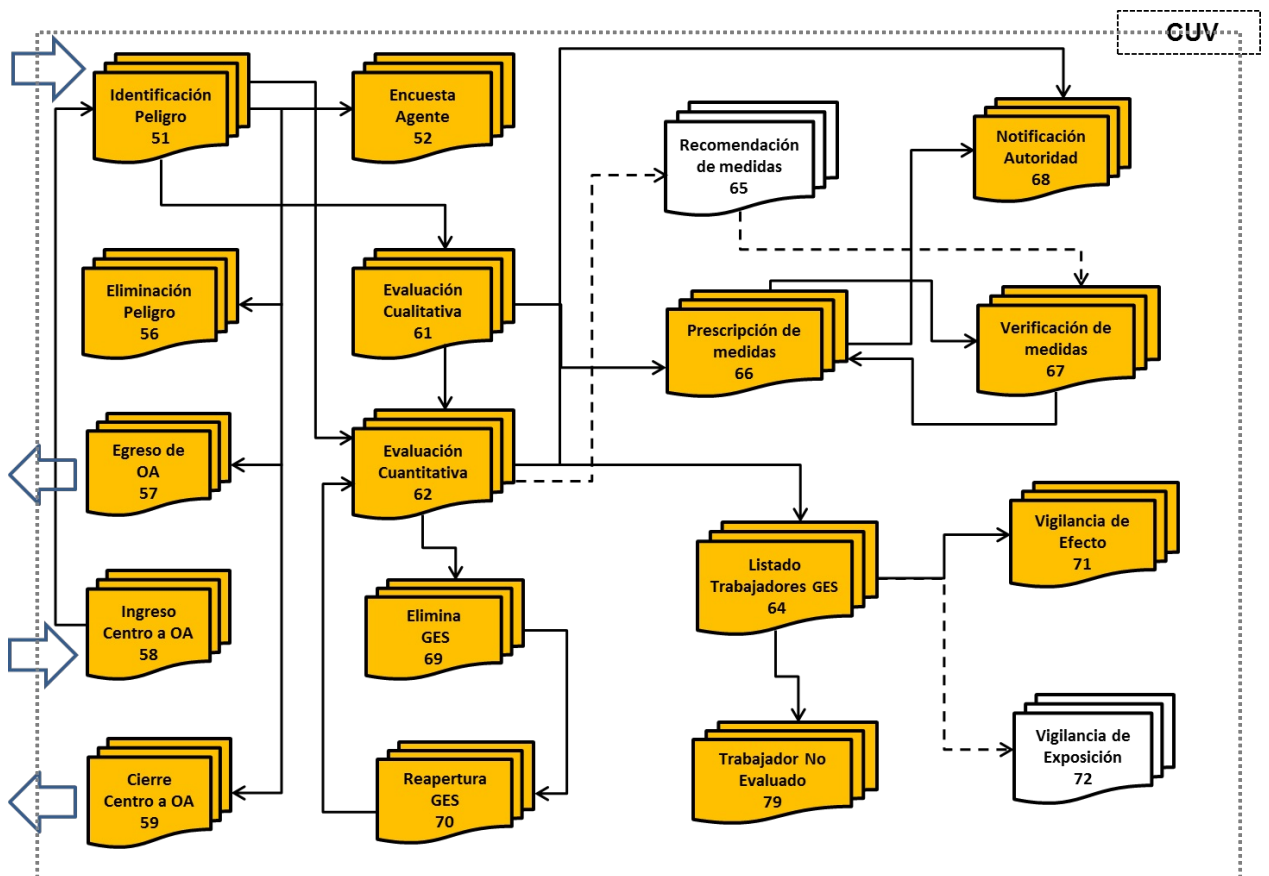 CUV
Identificación
Peligro
51
Encuesta
Agente
52
Recomendación
de medidas
65
Notificación
Autoridad
68
Eliminación
Peligro
56
Evaluación
Cualitativa
61
Prescripción de
medidas
66
Verificación de
medidas
67
Egreso de
OA
57
Evaluación
Cuantitativa
62
Vigilancia de
Efecto
71
Listado
Trabajadores GES
64
Ingreso
Centro a OA
58
Elimina
GES
69
Cierre
Centro a OA
59
Reapertura
GES
70
Trabajador No
Evaluado
79
Vigilancia de
Exposición
72